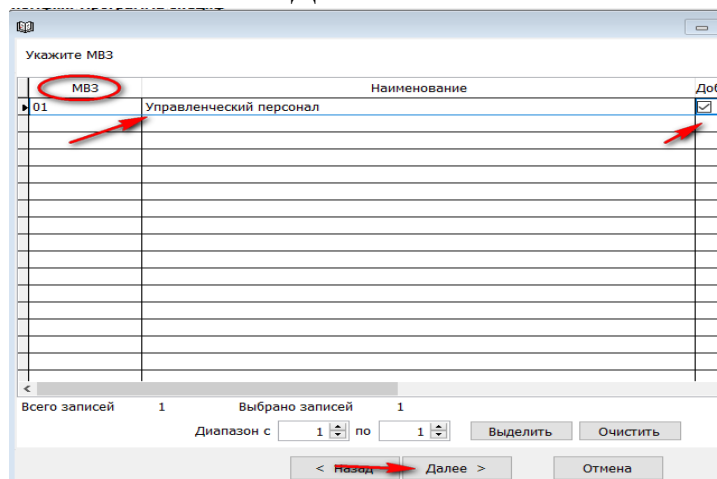 Укажите МВЗ
МВЗ Наименование Доб
01 Управленческий персонал
Всего записей 1 Выбрано записей 1
Диапазон с 1 по 1 Выделить Очистить
< Назад Далее > Отмена